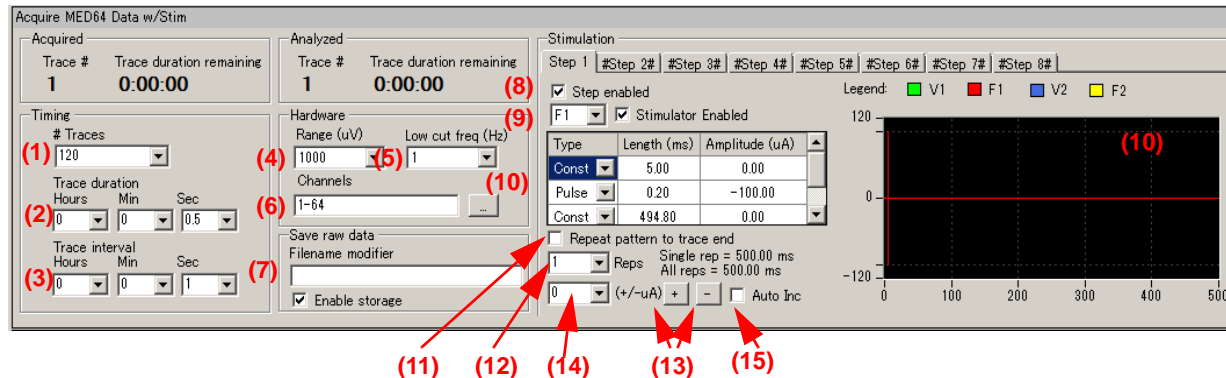 Acquire MED64 Data w/Stim
Acquired
Trace # Trace duration remaining
1 0:00:00
Analyzed
Trace # Trace duration remaining
1 0:00:00
Timing
# Traces
(1) 120
Trace duration
Hours Min Sec
(2) 0 0 0.5
Trace interval
Hours Min Sec
(3) 0 0 1
Hardware
Range (uV) Low cut freq (Hz)
(4) 1000 (5) 1
Channels
(6) 1-64 ...
Save raw data
(7) Filename modifier
Enable storage
Stimulation
Step 1 #Step 2# #Step 3# #Step 4# #Step 5# #Step 6# #Step 7# #Step 8#
(8) Step enabled
(9) F1 Stimulator Enabled
(10)
Type Length (ms) Amplitude (uA)
Const 5.00 0.00
Pulse 0.20 -100.00
Const 494.80 0.00
Repeat pattern to trace end
1 Reps Single rep = 500.00 ms
All reps = 500.00 ms
0 (+/-uA) + - Auto Inc
Legend: V1 F1 V2 F2
120
(10)
0
-120
0 100 200 300 400 500
(11) (12) (14) (13) (15)